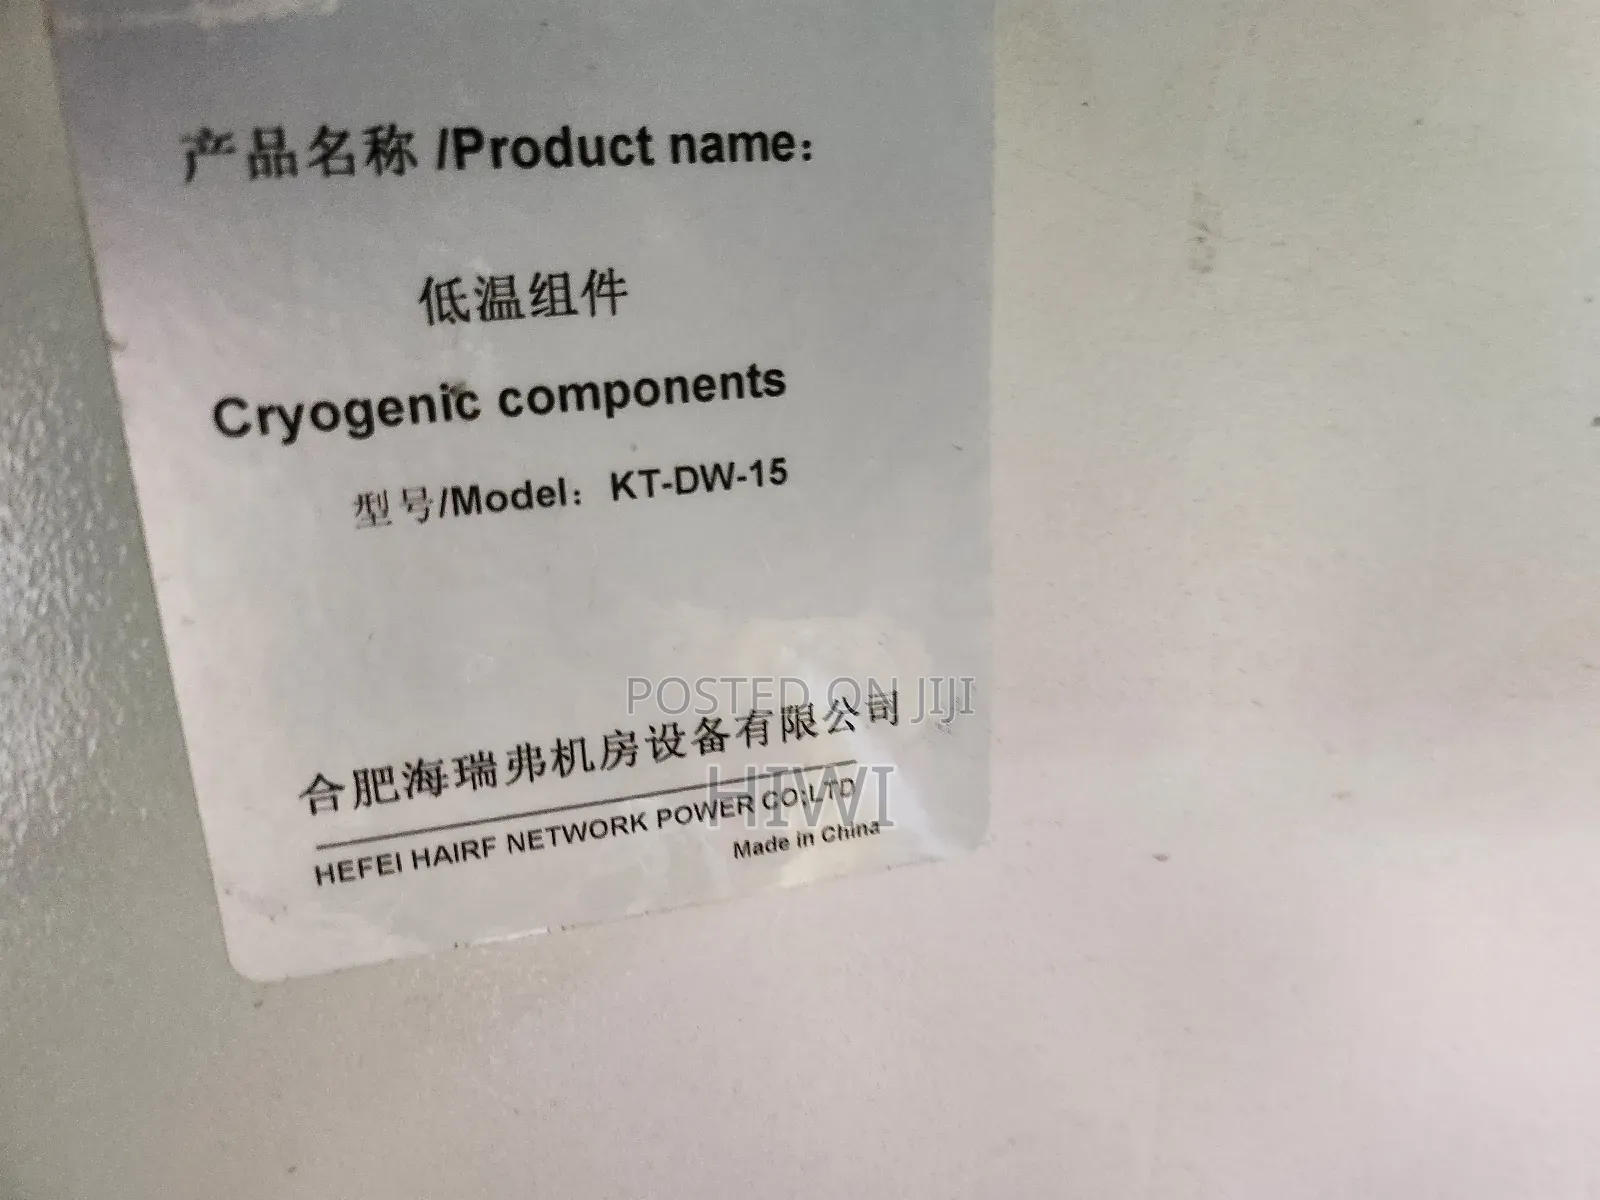 产品名称 /Product name:
低温组件
Cryogenic components
型号/Model: KT-DW-15
POSTED ON JIJI
合肥海瑞弗机房设备有限公司
HIWI
HEFEI HAIRF NETWORK POWER CO;LTD
Made in China